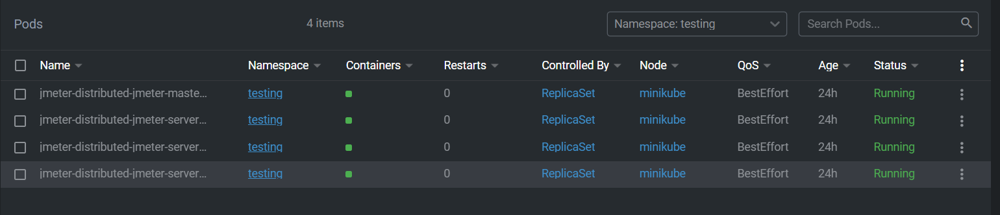 Pods 4 items Namespace: testing Search Pods...
Name Namespace Containers Restarts Controlled By Node QoS Age Status
jmeter-distributed-jmeter-maste... testing 0 ReplicaSet minikube BestEffort 24h Running
jmeter-distributed-jmeter-server... testing 0 ReplicaSet minikube BestEffort 24h Running
jmeter-distributed-jmeter-server... testing 0 ReplicaSet minikube BestEffort 24h Running
jmeter-distributed-jmeter-server... testing 0 ReplicaSet minikube BestEffort 24h Running